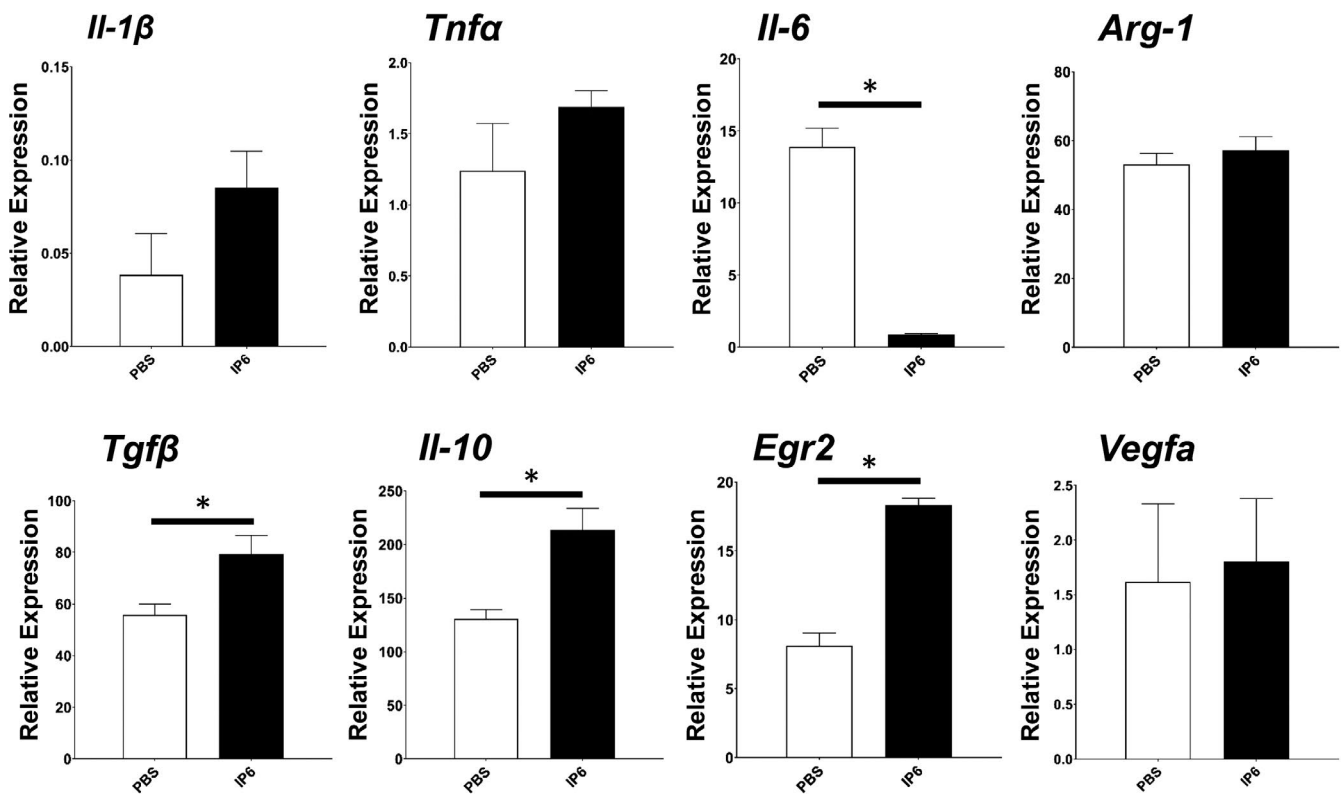 Il-1β
Relative Expression
0.15
0.10
0.05
0.00
PBS
IP6
Tnfα
Relative Expression
2.0
1.5
1.0
0.5
0.0
PBS
IP6
Il-6
Relative Expression
20
15
10
5
0
*
PBS
IP6
Arg-1
Relative Expression
80
60
40
20
0
PBS
IP6
Tgfβ
Relative Expression
100
80
60
40
20
0
*
PBS
IP6
Il-10
Relative Expression
250
200
150
100
50
0
*
PBS
IP6
Egr2
Relative Expression
20
15
10
5
0
*
PBS
IP6
Vegfa
Relative Expression
2.5
2.0
1.5
1.0
0.5
0.0
PBS
IP6